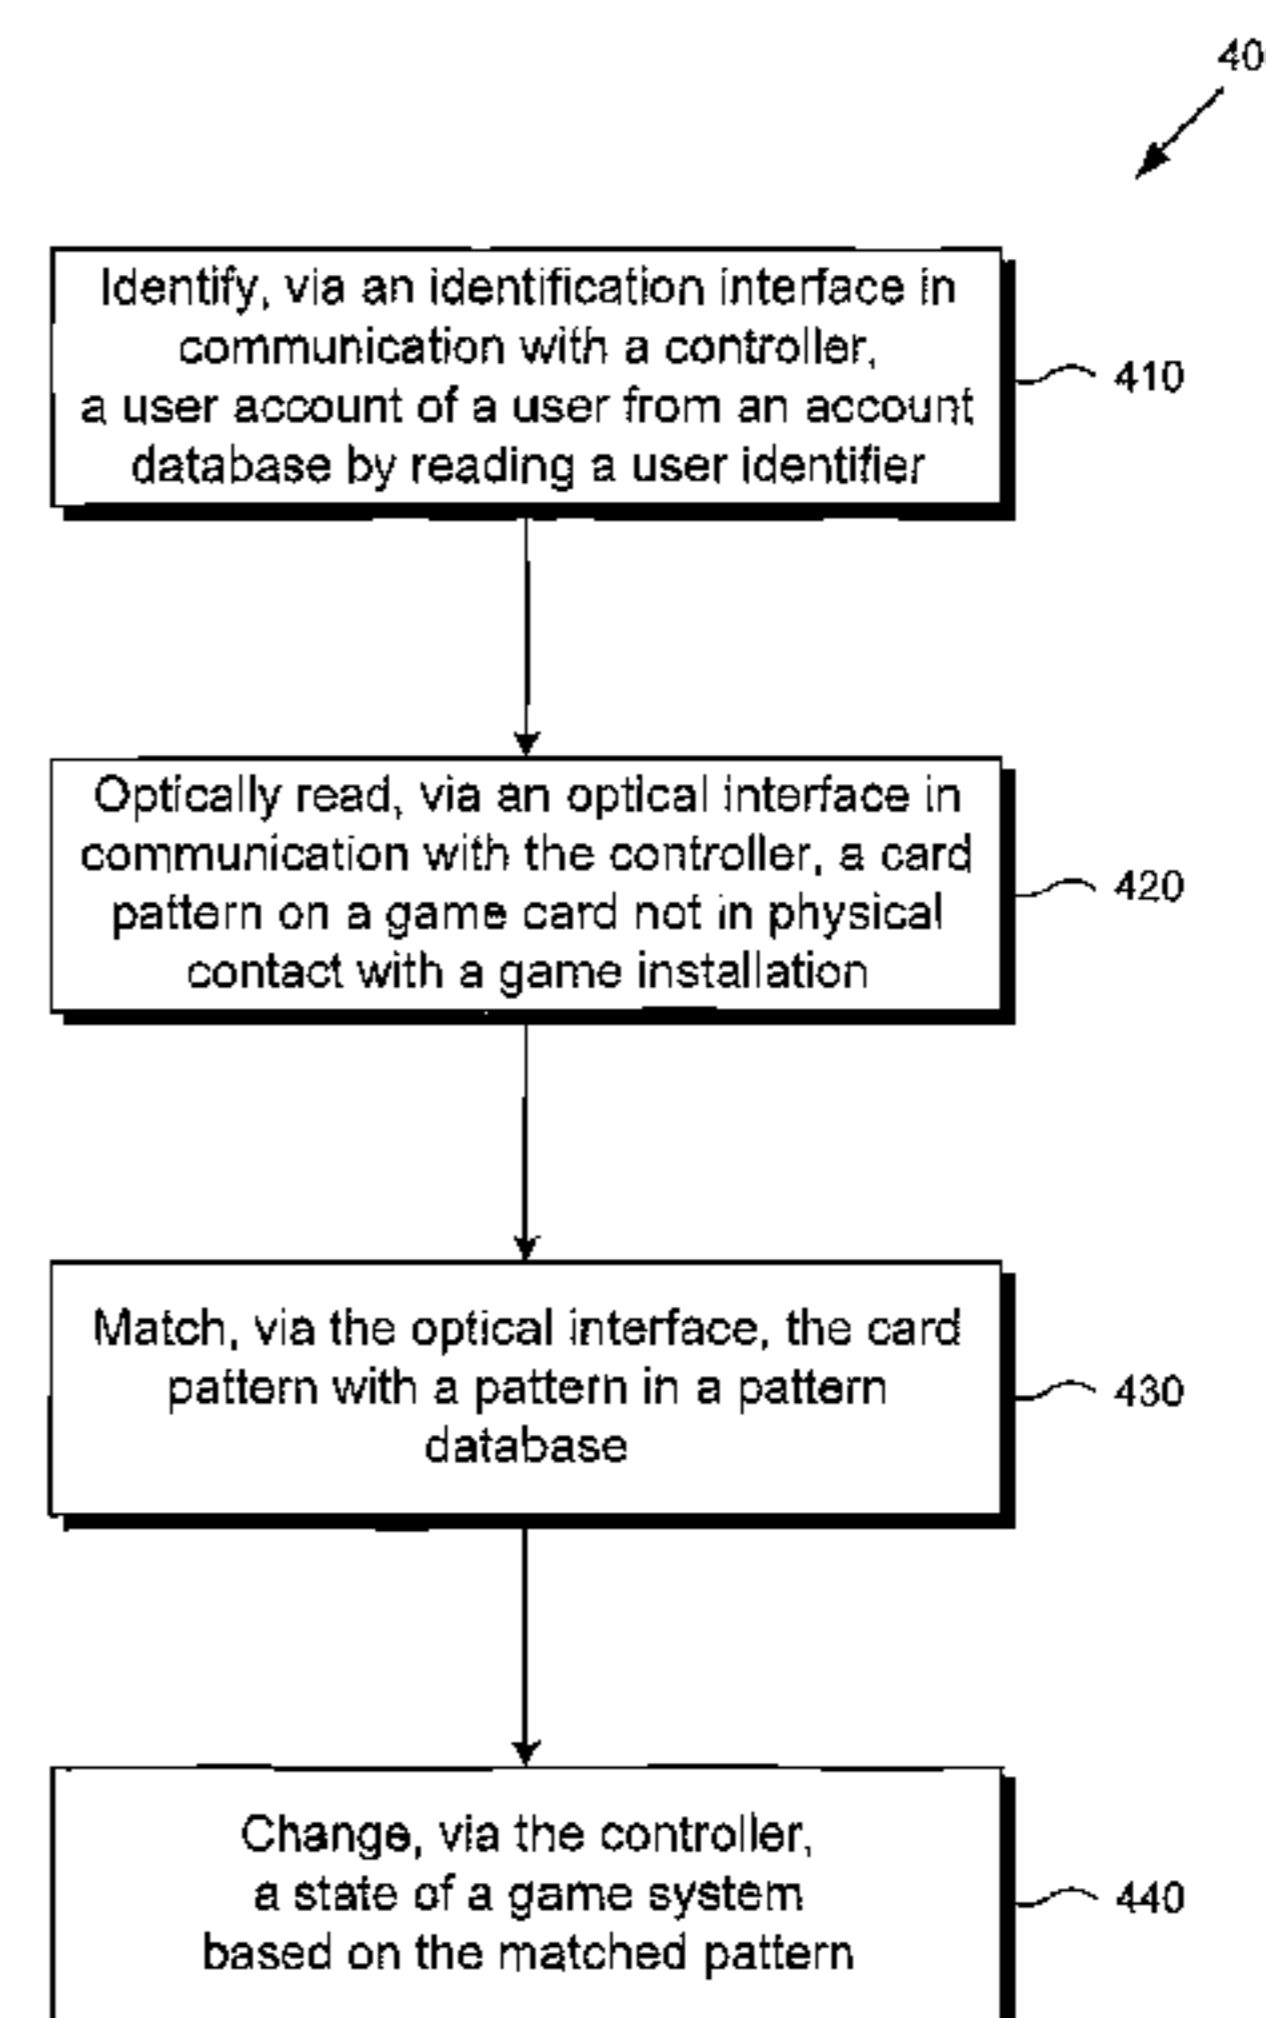 40
Identify, via an identification interface in
communication with a controller,
a user account of a user from an account
database by reading a user identifier
410
Optically read, via an optical interface in
communication with the controller, a card
pattern on a game card not in physical
contact with a game installation
420
Match, via the optical interface, the card
pattern with a pattern in a pattern
database
430
Change, via the controller,
a state of a game system
based on the matched pattern
440